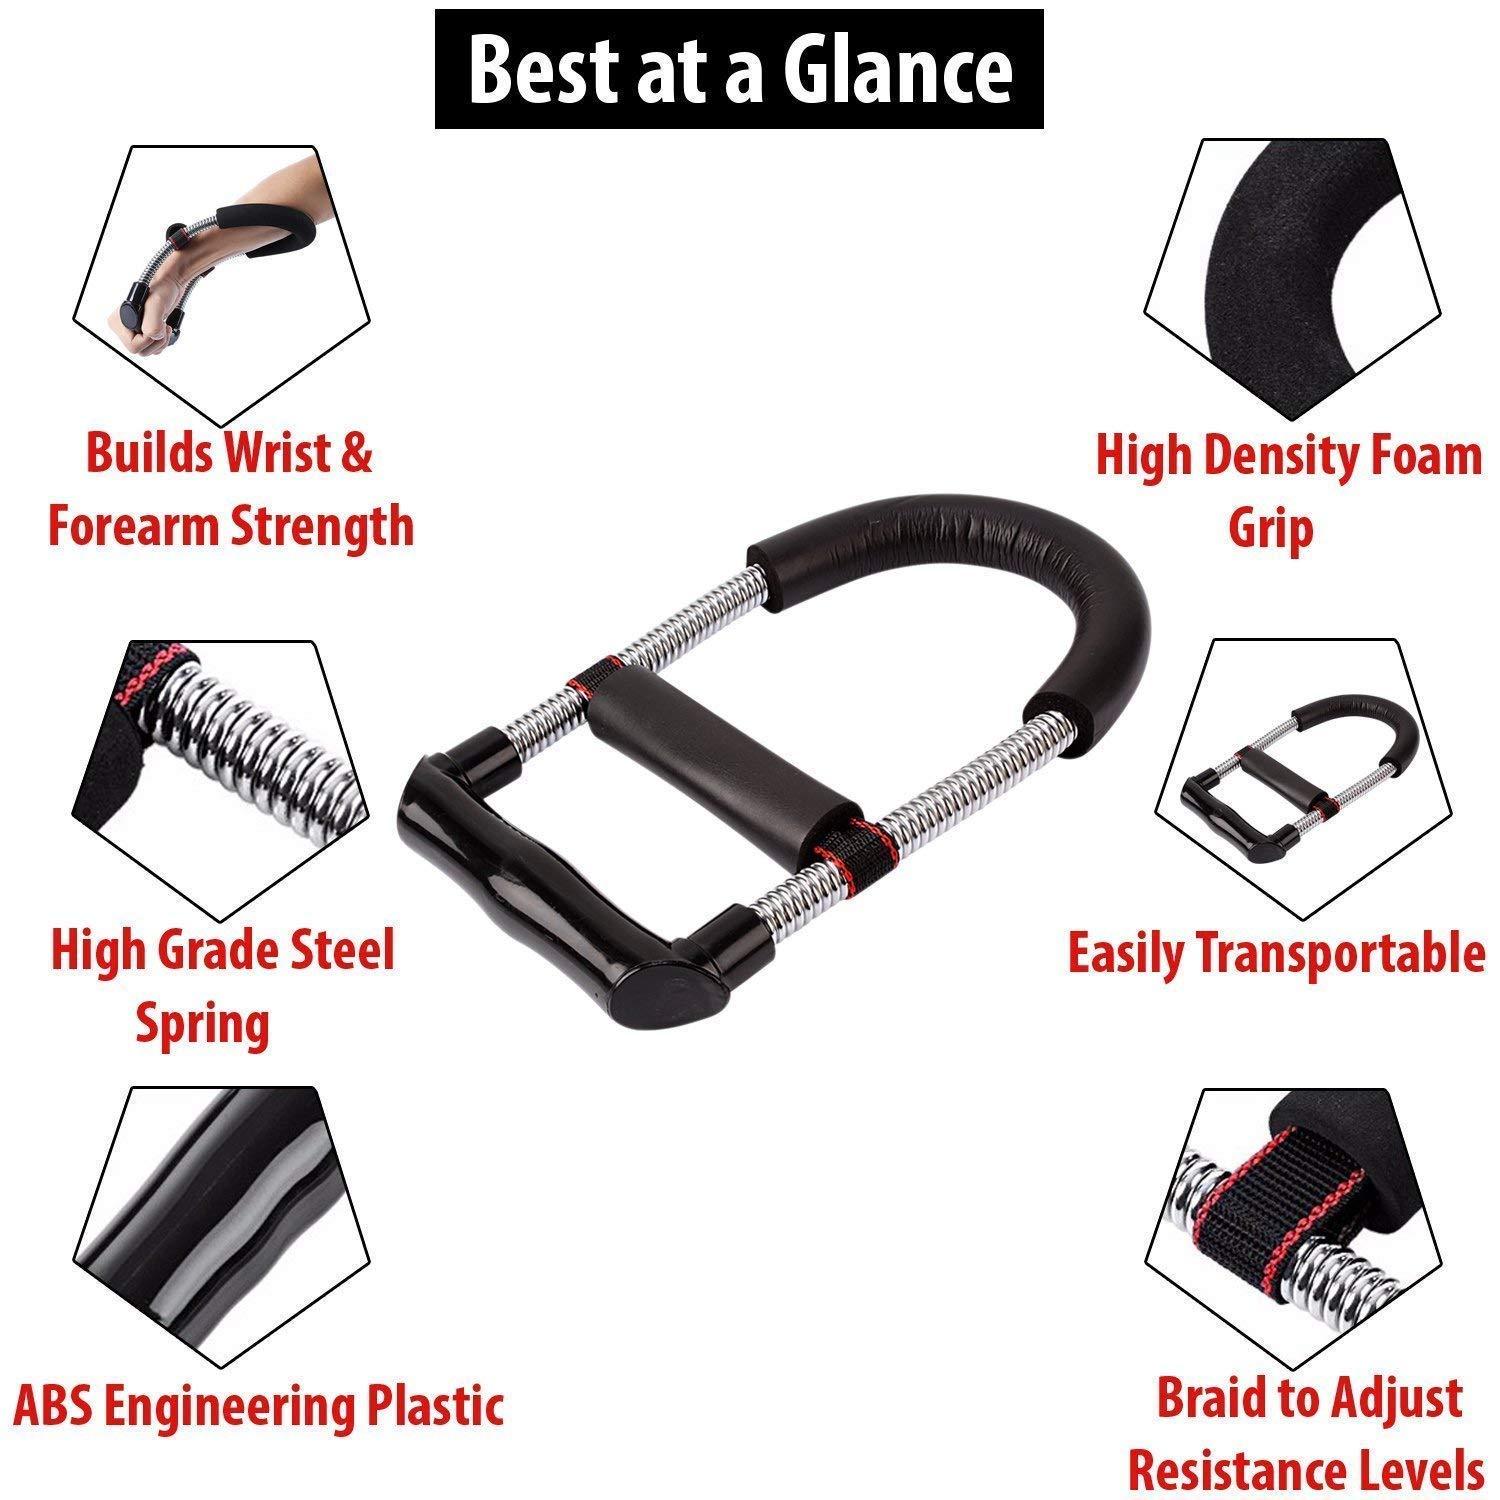 Best at a Glance
Builds Wrist &
Forearm Strength
High Density Foam
Grip
High Grade Steel
Spring
Easily Transportable
ABS Engineering Plastic
Braid to Adjust
Resistance Levels